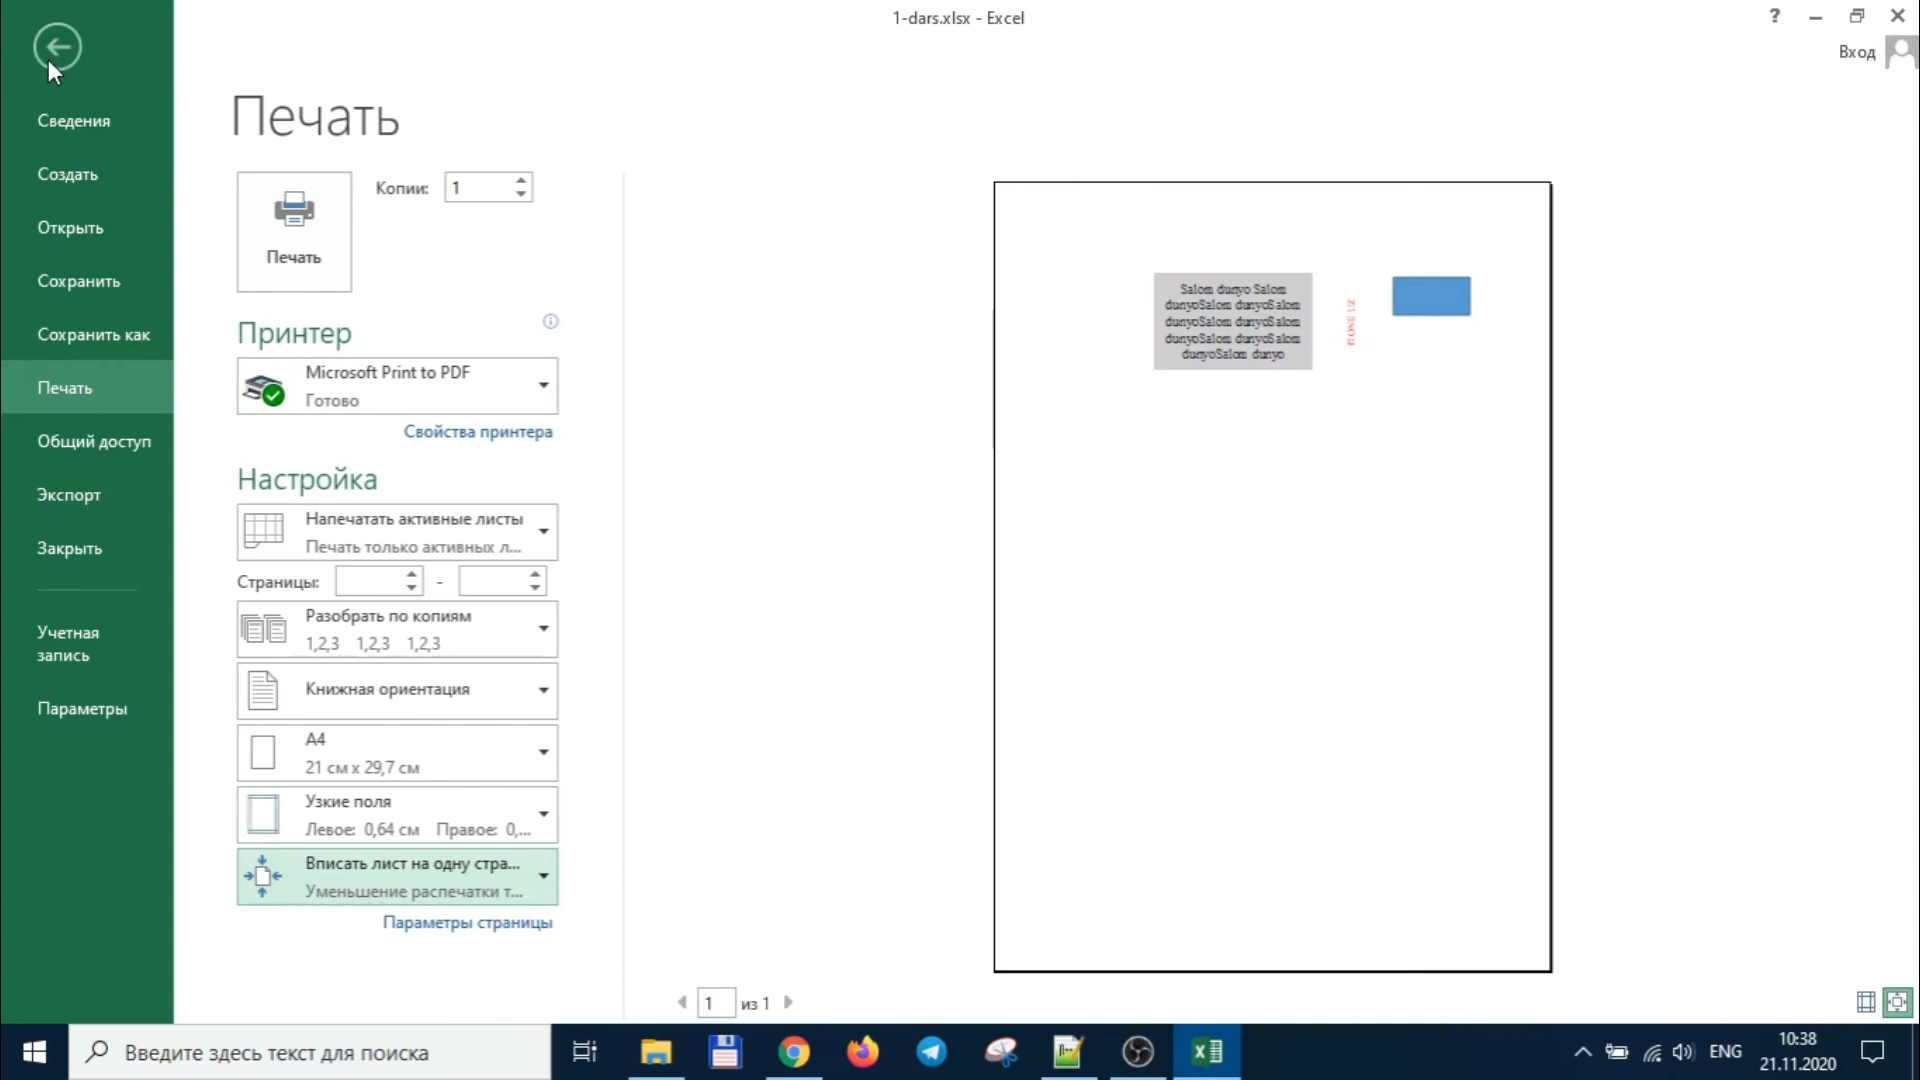 1-dars.xlsx - Excel
?
Вход
Сведения
Создать
Открыть
Сохранить
Сохранить как
Печать
Общий доступ
Экспорт
Закрыть
Учетная
запись
Параметры
Печать
Печать
Копии: 1
Принтер
Microsoft Print to PDF
Готово
Свойства принтера
Настройка
Напечатать активные листы
Печать только активных л...
Страницы: -
Разобрать по копиям
1,2,3 1,2,3 1,2,3
Книжная ориентация
A4
21 см x 29,7 см
Узкие поля
Левое: 0,64 см Правое: 0,...
Вписать лист на одну стра...
Уменьшение распечатки т...
Параметры страницы
Salom dunyo Salom
dunyoSalom dunyoSalom
dunyoSalom dunyoSalom
dunyoSalom dunyoSalom
dunyoSalom dunyo
1 из 1
Введите здесь текст для поиска
ENG
10:38
21.11.2020